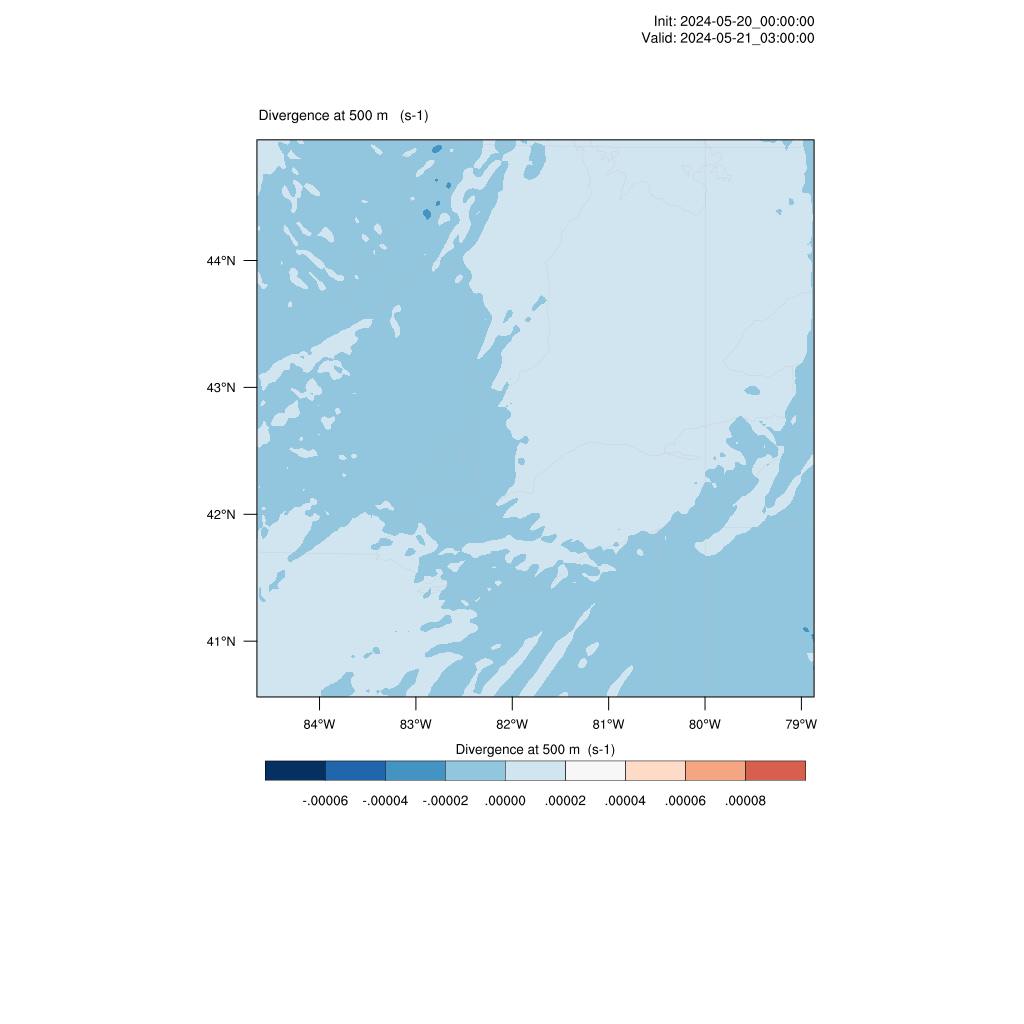 Init: 2024-05-20_00:00:00
Valid: 2024-05-21_03:00:00
Divergence at 500 m (s-1)
44°N
43°N
42°N
41°N
84°W 83°W 82°W 81°W 80°W 79°W
Divergence at 500 m (s-1)
-.00006 -.00004 -.00002 .00000 .00002 .00004 .00006 .00008